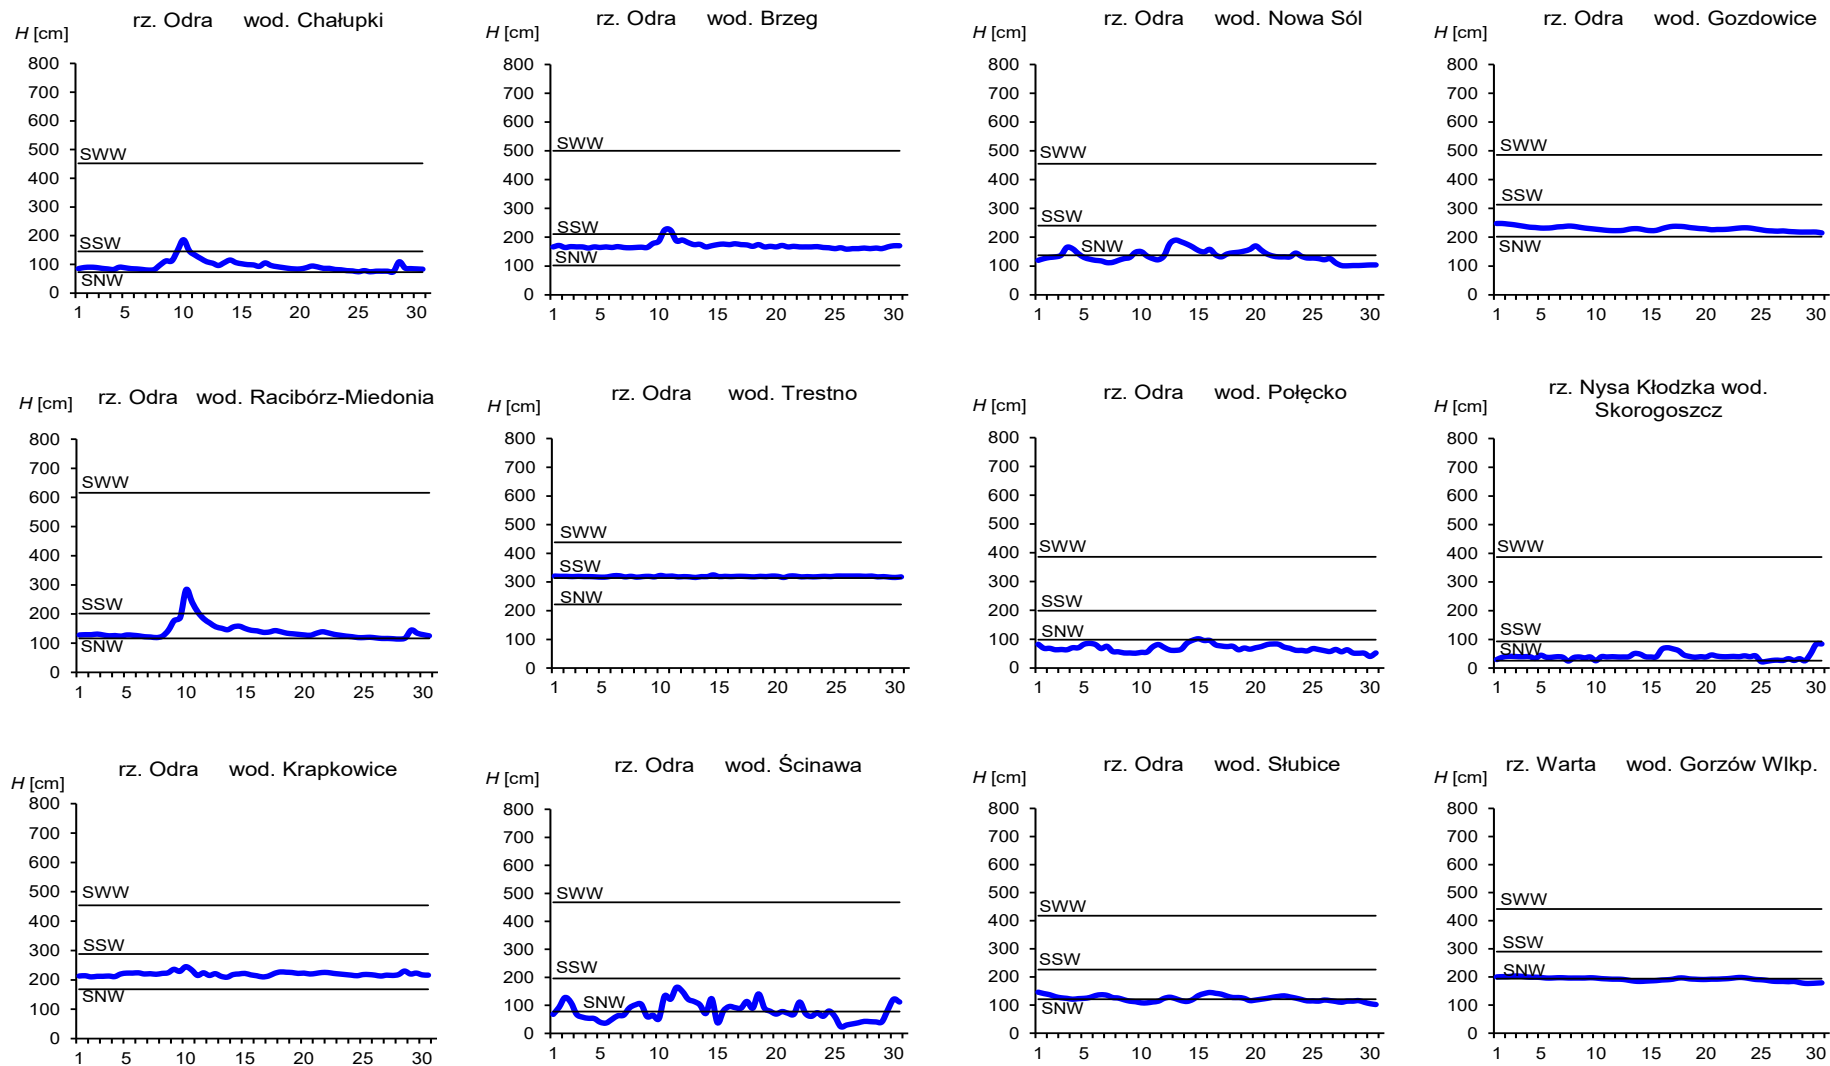 rz. Odra wod. Chałupki
H [cm]
800
700
600
500
400
300
200
100
0
SWW
SSW
SNW
1 5 10 15 20 25 30
rz. Odra wod. Brzeg
H [cm]
800
700
600
500
400
300
200
100
0
SWW
SSW
SNW
1 5 10 15 20 25 30
rz. Odra wod. Nowa Sól
H [cm]
800
700
600
500
400
300
200
100
0
SWW
SSW
SNW
1 5 10 15 20 25 30
rz. Odra wod. Gozdowice
H [cm]
800
700
600
500
400
300
200
100
0
SWW
SSW
SNW
1 5 10 15 20 25 30
rz. Odra wod. Racibórz-Miedonia
H [cm]
800
700
600
500
400
300
200
100
0
SWW
SSW
SNW
1 5 10 15 20 25 30
rz. Odra wod. Trestno
H [cm]
800
700
600
500
400
300
200
100
0
SWW
SSW
SNW
1 5 10 15 20 25 30
rz. Odra wod. Połęcko
H [cm]
800
700
600
500
400
300
200
100
0
SWW
SSW
SNW
1 5 10 15 20 25 30
rz. Nysa Kłodzka wod.
Skorogoszcz
H [cm]
800
700
600
500
400
300
200
100
0
SWW
SSW
SNW
1 5 10 15 20 25 30
rz. Odra wod. Krapkowice
H [cm]
800
700
600
500
400
300
200
100
0
SWW
SSW
SNW
1 5 10 15 20 25 30
rz. Odra wod. Ścinawa
H [cm]
800
700
600
500
400
300
200
100
0
SWW
SSW
SNW
1 5 10 15 20 25 30
rz. Odra wod. Słubice
H [cm]
800
700
600
500
400
300
200
100
0
SWW
SSW
SNW
1 5 10 15 20 25 30
rz. Warta wod. Gorzów Wlkp.
H [cm]
800
700
600
500
400
300
200
100
0
SWW
SSW
SNW
1 5 10 15 20 25 30